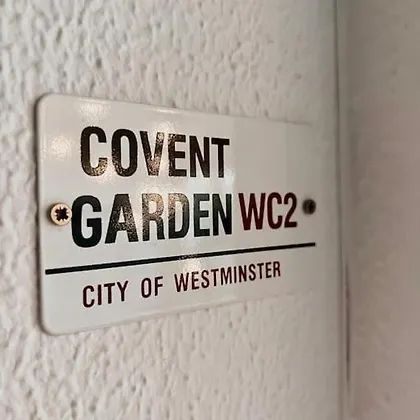 COVENT
GARDEN WC2
CITY OF WESTMINSTER